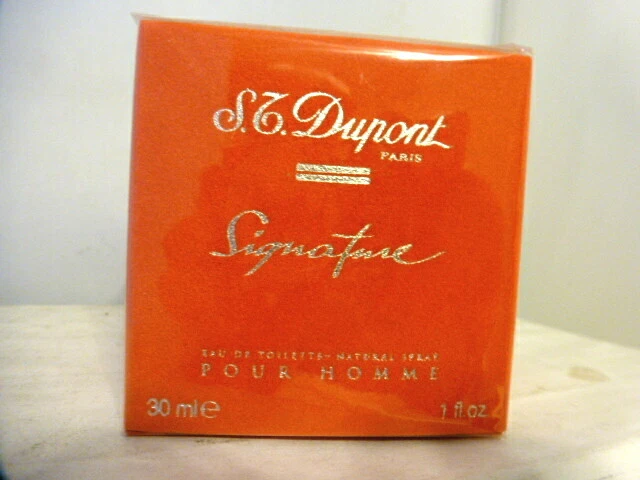 S.T. Dupont
PARIS
Signature
EAU DE TOILETTE - NATURAL SPRAY
POUR HOMME
30 ml ℮ 1 fl.oz.